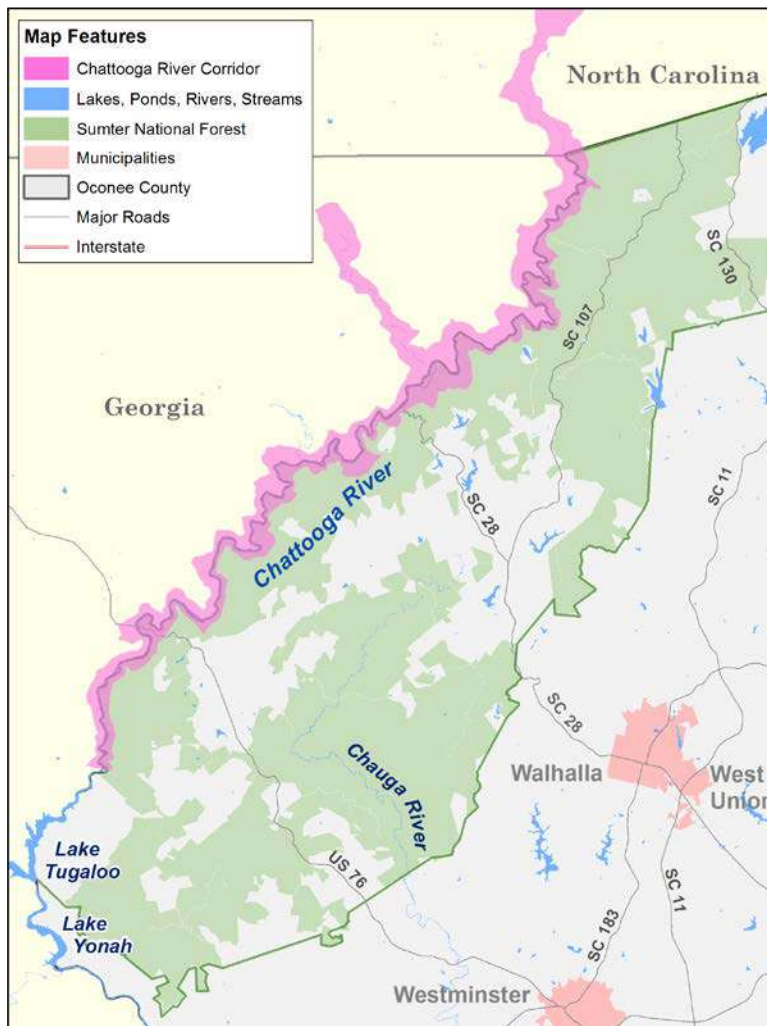 Map Features
Chattooga River Corridor
Lakes, Ponds, Rivers, Streams
Sumter National Forest
Municipalities
Oconee County
Major Roads
Interstate
North Carolina
SC 130
SC 107
Georgia
SC 11
Chattooga River
SC 28
SC 28
Walhalla
West
Union
Chauga River
Lake
Tugaloo
US 76
Lake
Yonah
SC 183
SC 11
Westminster